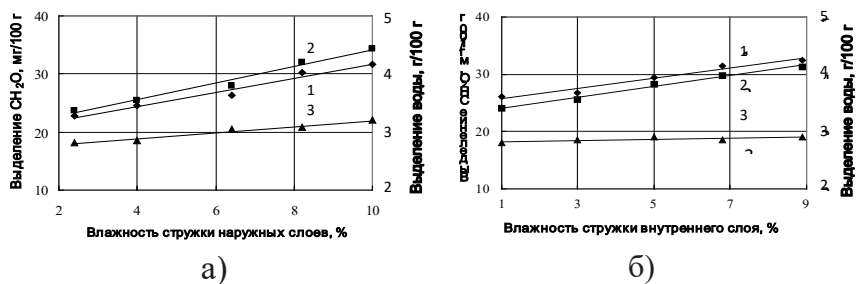 40
30
20
10
Выделение CH₂O, мг/100 г
2
1
3
5
4
3
2
Выделение воды, г/100 г
2 4 6 8 10
Влажность стружки наружных слоев, %
а)
40
30
20
10
1
2
3
5
4
3
2
Выделение воды, г/100 г
1 3 5 7 9
Влажность стружки внутреннего слоя, %
б)